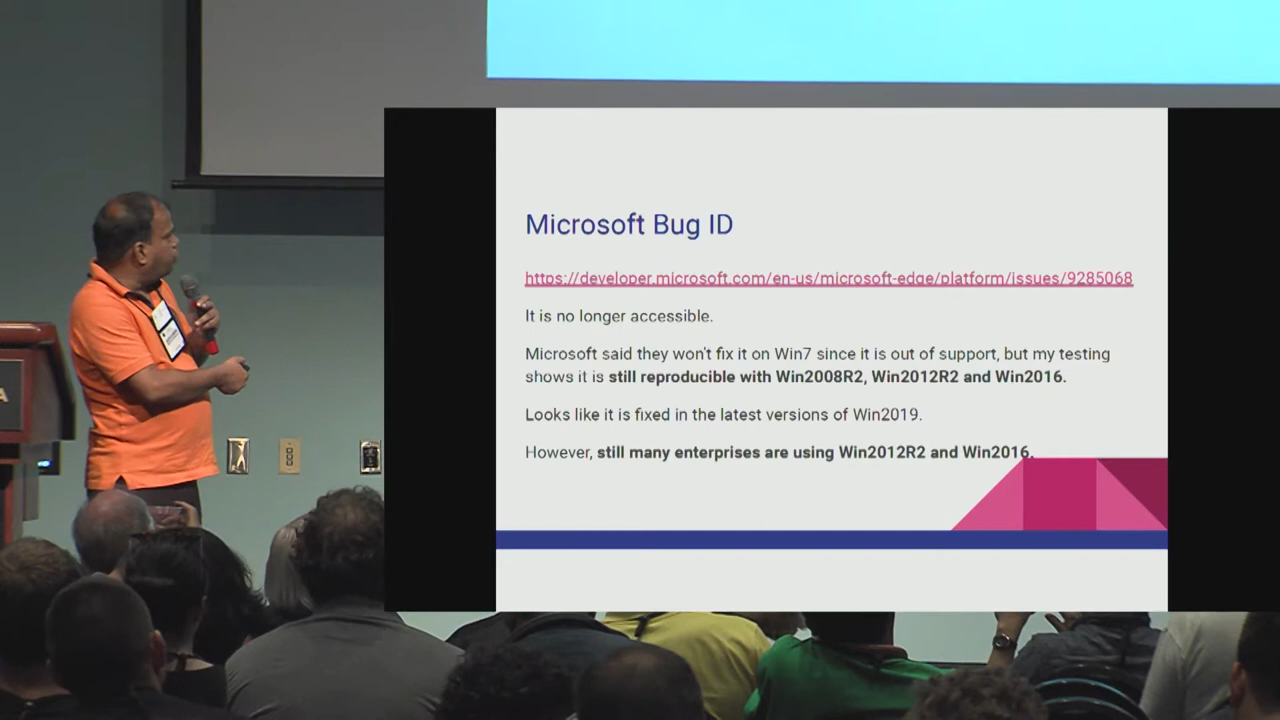 Microsoft Bug ID
https://developer.microsoft.com/en-us/microsoft-edge/platform/issues/9285068
It is no longer accessible.
Microsoft said they won't fix it on Win7 since it is out of support, but my testing
shows it is still reproducible with Win2008R2, Win2012R2 and Win2016.
Looks like it is fixed in the latest versions of Win2019.
However, still many enterprises are using Win2012R2 and Win2016.
A